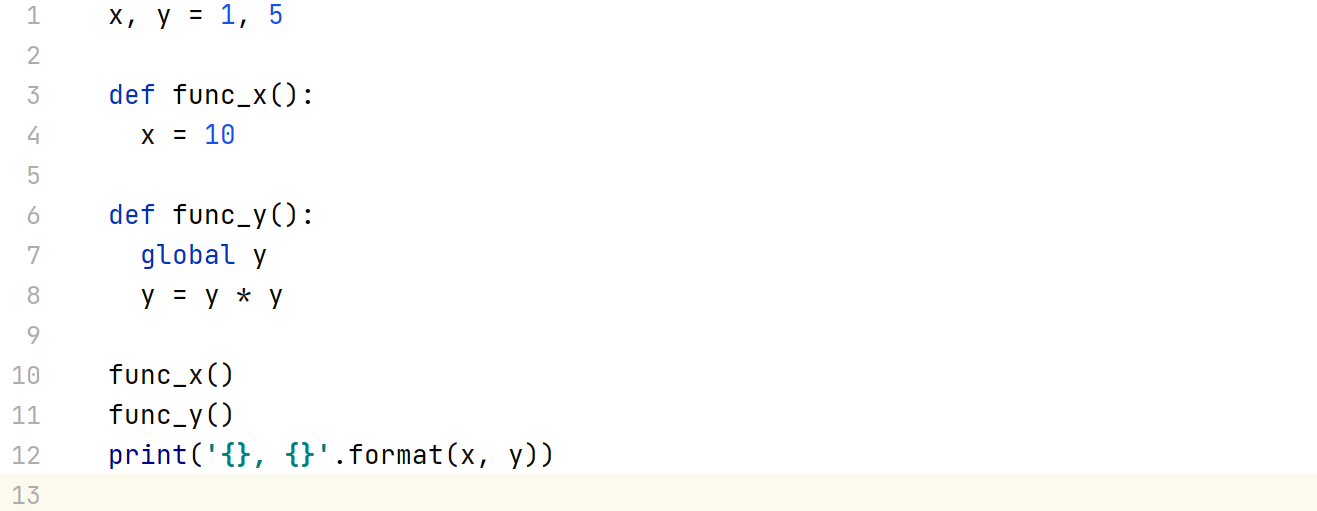 1 x, y = 1, 5
2
3 def func_x():
4   x = 10
5
6 def func_y():
7   global y
8   y = y * y
9
10 func_x()
11 func_y()
12 print('{}, {}'.format(x, y))
13